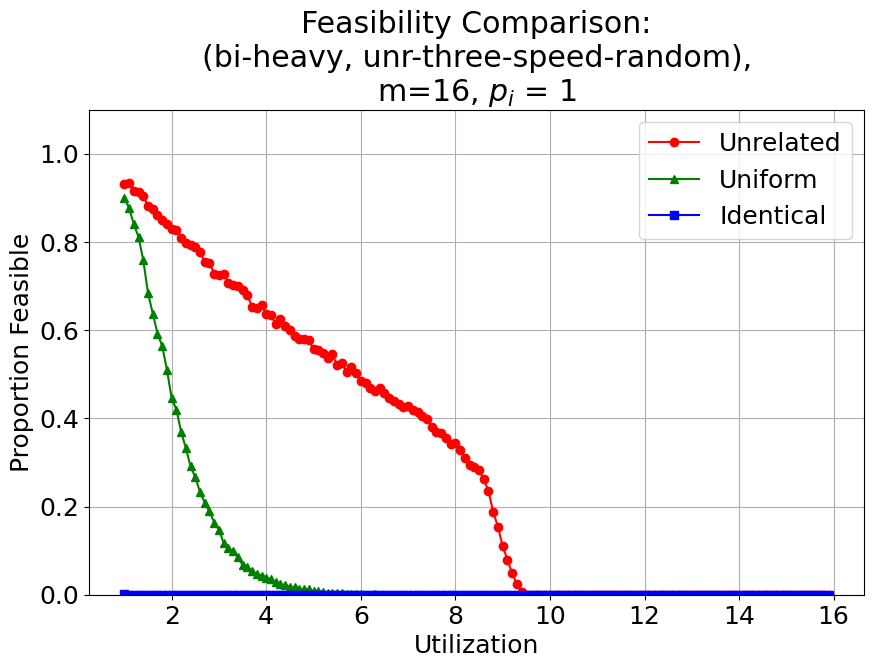 Feasibility Comparison:
(bi-heavy, unr-three-speed-random),
m=16, $p_i$ = 1
Unrelated
Uniform
Identical
Proportion Feasible
1.0
0.8
0.6
0.4
0.2
0.0
2 4 6 8 10 12 14 16
Utilization